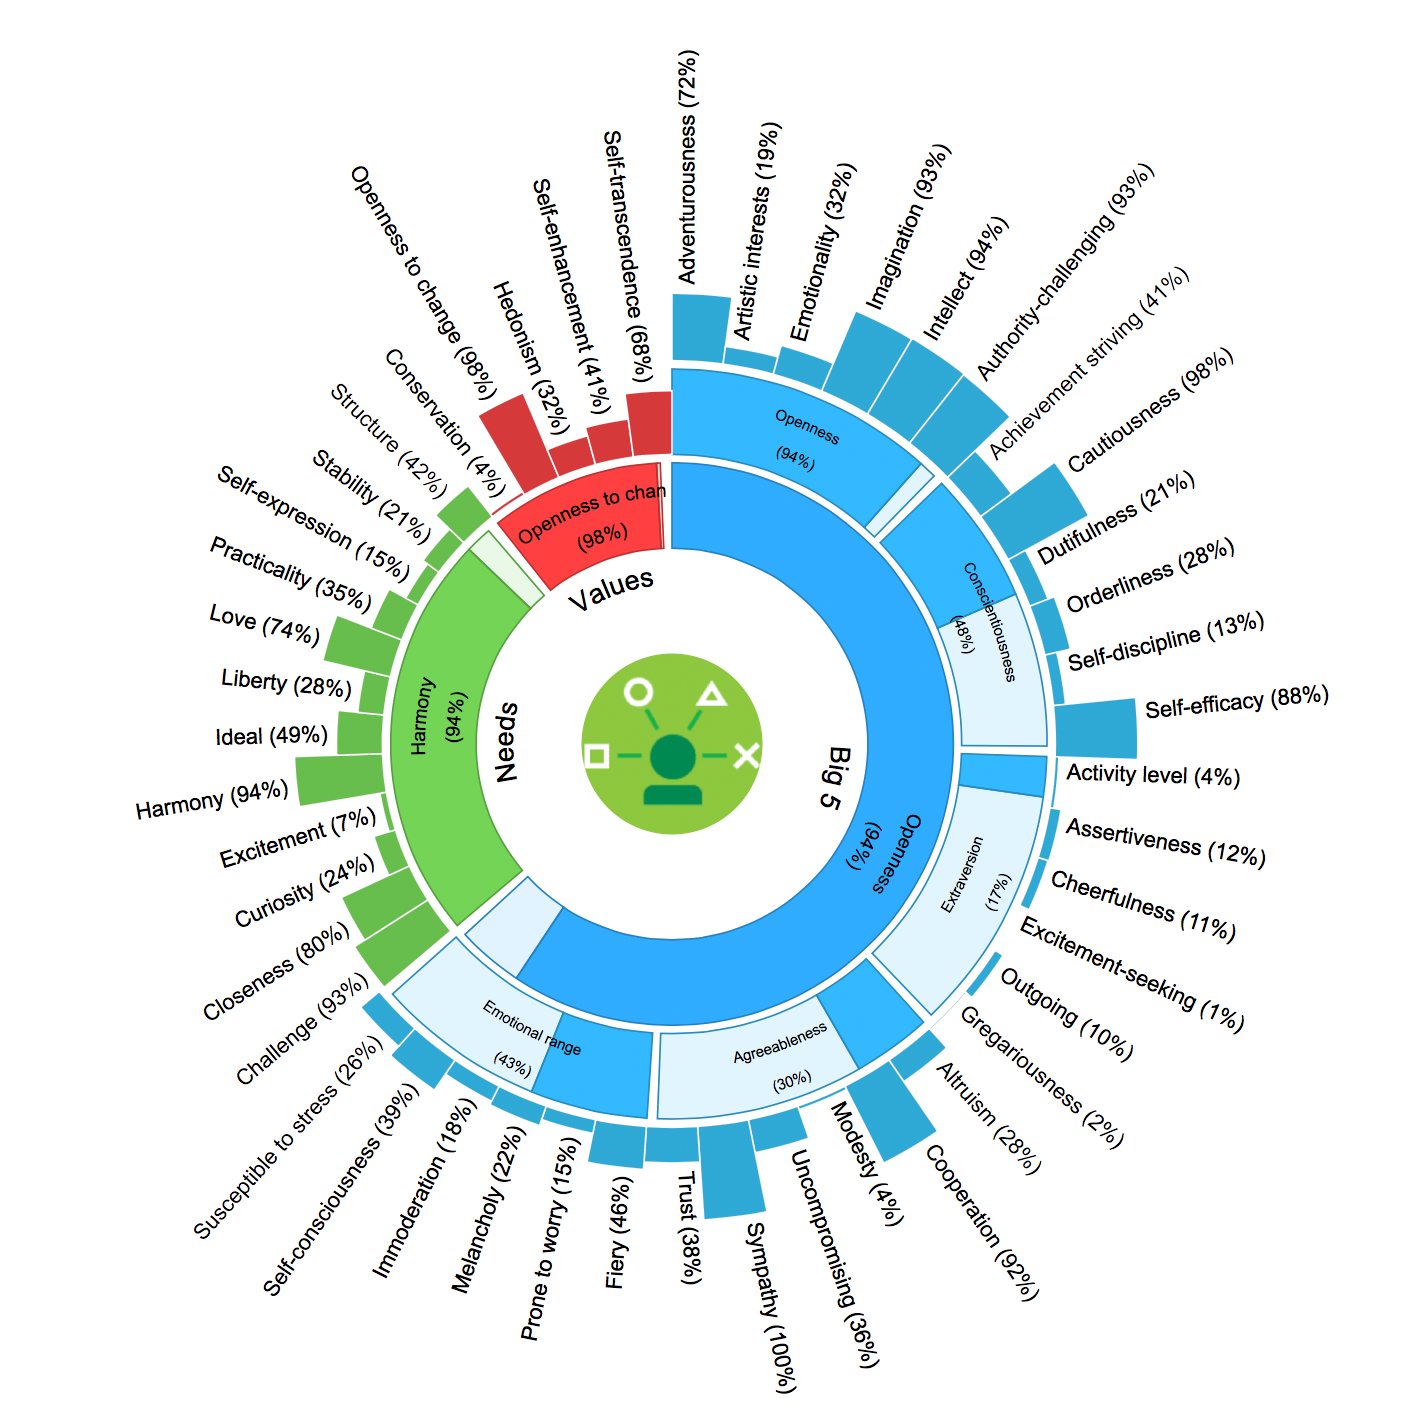 Adventurousness (72%)
Artistic interests (19%)
Emotionality (32%)
Imagination (93%)
Intellect (94%)
Authority-challenging (93%)
Achievement striving (41%)
Cautiousness (98%)
Dutifulness (21%)
Orderliness (28%)
Self-discipline (13%)
Self-efficacy (88%)
Activity level (4%)
Assertiveness (12%)
Cheerfulness (11%)
Excitement-seeking (1%)
Outgoing (10%)
Gregariousness (2%)
Altruism (28%)
Cooperation (92%)
Modesty (4%)
Uncompromising (36%)
Sympathy (100%)
Trust (38%)
Fiery (46%)
Prone to worry (15%)
Melancholy (22%)
Immoderation (18%)
Self-consciousness (39%)
Susceptible to stress (26%)
Challenge (93%)
Closeness (80%)
Curiosity (24%)
Excitement (7%)
Harmony (94%)
Ideal (49%)
Liberty (28%)
Love (74%)
Practicality (35%)
Self-expression (15%)
Stability (21%)
Structure (42%)
Conservation (4%)
Openness to change (98%)
Hedonism (32%)
Self-enhancement (41%)
Self-transcendence (68%)
Openness
(94%)
Conscientiousness
(48%)
Extraversion
(17%)
Agreeableness
(30%)
Emotional range
(43%)
Harmony
(94%)
Openness to chan
(98%)
Openness
(94%)
Big 5
Needs
Values